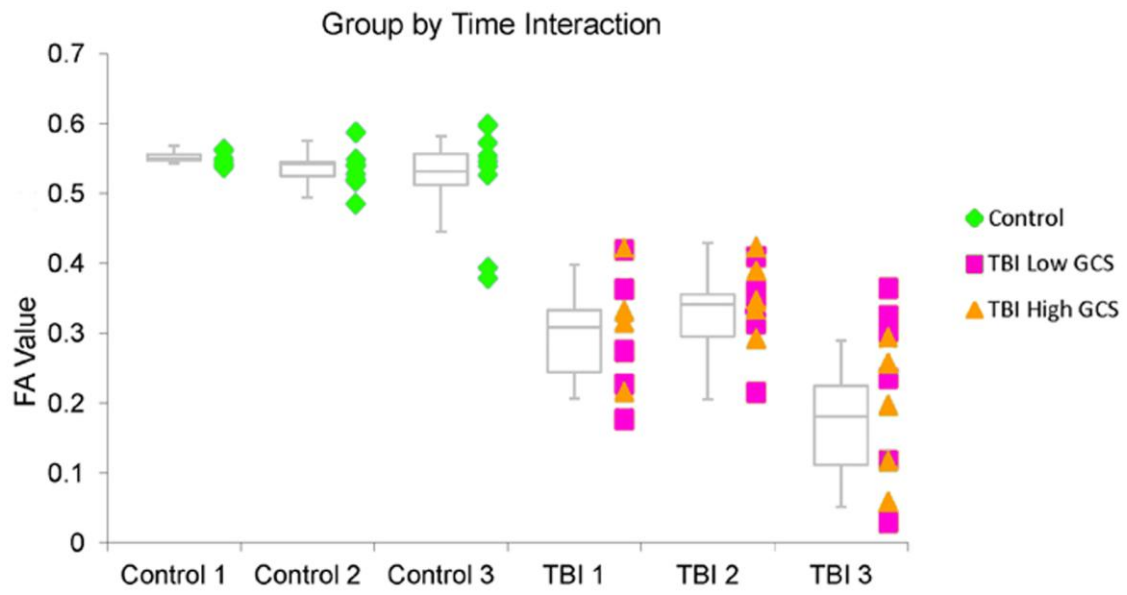 Group by Time Interaction
0.7
0.6
0.5
0.4
0.3
0.2
0.1
0
FA Value
Control 1
Control 2
Control 3
TBI 1
TBI 2
TBI 3
Control
TBI Low GCS
TBI High GCS